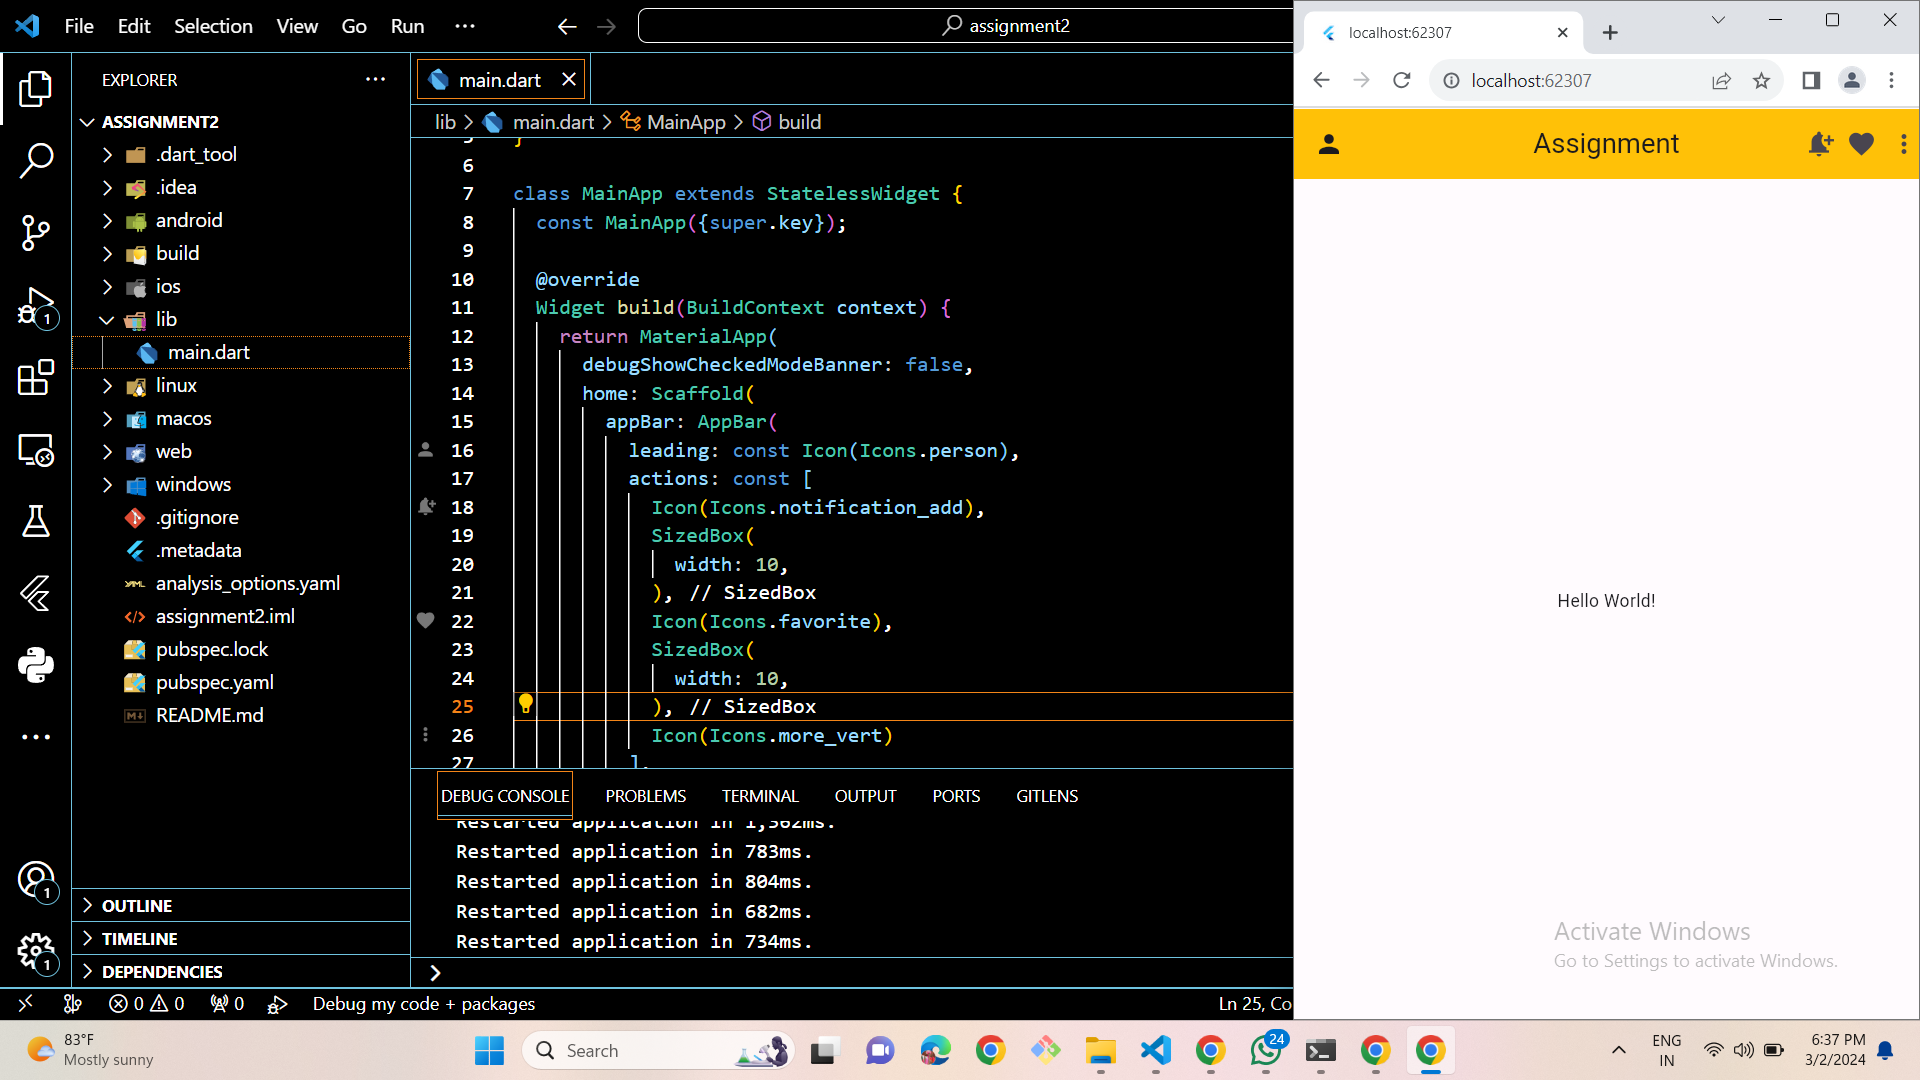 File Edit Selection View Go Run
assignment2
EXPLORER
ASSIGNMENT2
.dart_tool
.idea
android
build
ios
lib
main.dart
linux
macos
web
windows
.gitignore
.metadata
analysis_options.yaml
assignment2.iml
pubspec.lock
pubspec.yaml
README.md
OUTLINE
TIMELINE
DEPENDENCIES
1
1
1
main.dart
lib > main.dart > MainApp > build
5 }
6
7 class MainApp extends StatelessWidget {
8 const MainApp({super.key});
9
10 @override
11 Widget build(BuildContext context) {
12 return MaterialApp(
13 debugShowCheckedModeBanner: false,
14 home: Scaffold(
15 appBar: AppBar(
16 leading: const Icon(Icons.person),
17 actions: const [
18 Icon(Icons.notification_add),
19 SizedBox(
20 width: 10,
21 ), // SizedBox
22 Icon(Icons.favorite),
23 SizedBox(
24 width: 10,
25 ), // SizedBox
26 Icon(Icons.more_vert)
27 ],
DEBUG CONSOLE PROBLEMS TERMINAL OUTPUT PORTS GITLENS
Restarted application in 1,362ms.
Restarted application in 783ms.
Restarted application in 804ms.
Restarted application in 682ms.
Restarted application in 734ms.
>
0 0 0 Debug my code + packages Ln 25, Co
localhost:62307
localhost:62307
Assignment
Hello World!
Activate Windows
Go to Settings to activate Windows.
83°F
Mostly sunny
Search
24
ENG
IN
6:37 PM
3/2/2024